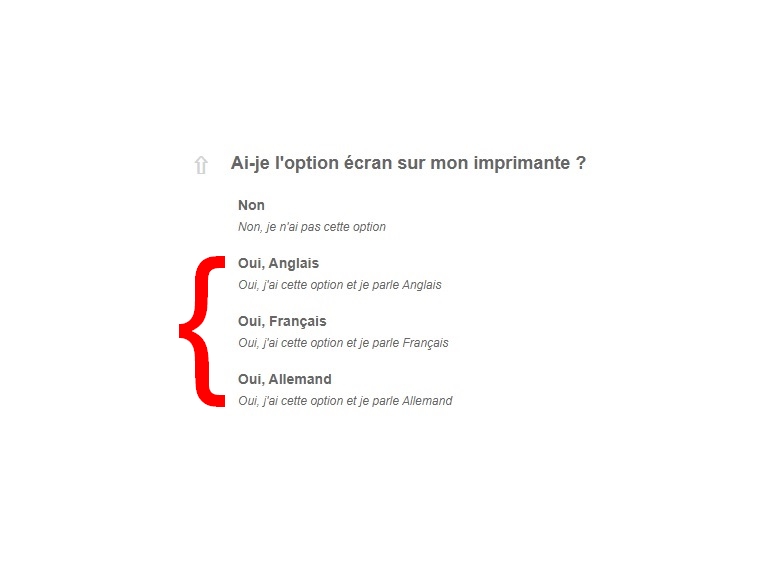 Ai-je l'option écran sur mon imprimante ?
Non
Non, je n'ai pas cette option
Oui, Anglais
Oui, j'ai cette option et je parle Anglais
Oui, Français
Oui, j'ai cette option et je parle Français
Oui, Allemand
Oui, j'ai cette option et je parle Allemand